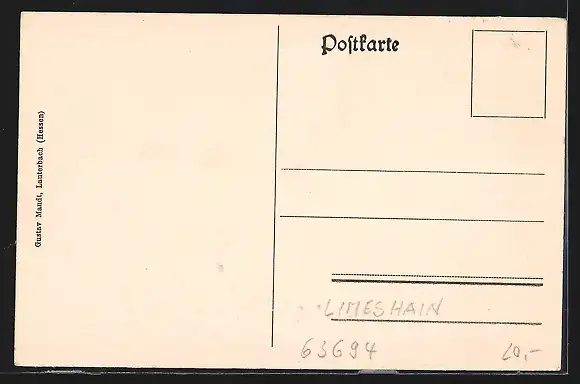 Poſtkarte
Gustav Mandt, Lauterbach (Hessen)
LIMESHAIN
63694
20,-